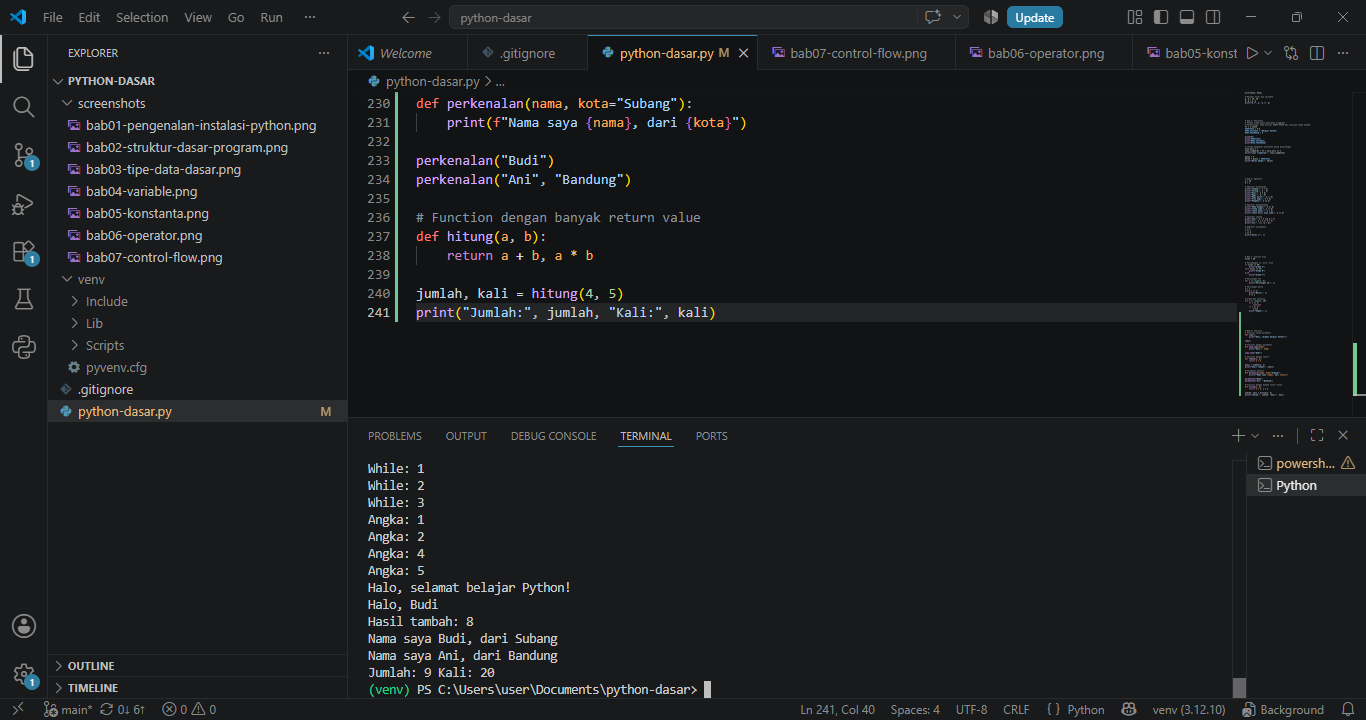 File Edit Selection View Go Run ··· python-dasar Update
EXPLORER ···
PYTHON-DASAR
screenshots
bab01-pengenalan-instalasi-python.png
bab02-struktur-dasar-program.png
bab03-tipe-data-dasar.png
bab04-variable.png
bab05-konstanta.png
bab06-operator.png
bab07-control-flow.png
venv
Include
Lib
Scripts
pyvenv.cfg
.gitignore
python-dasar.py M
OUTLINE
TIMELINE
1
1
1
Welcome .gitignore python-dasar.py M bab07-control-flow.png bab06-operator.png bab05-konst
python-dasar.py > ...
230 def perkenalan(nama, kota="Subang"):
231     print(f"Nama saya {nama}, dari {kota}")
232
233 perkenalan("Budi")
234 perkenalan("Ani", "Bandung")
235
236 # Function dengan banyak return value
237 def hitung(a, b):
238     return a + b, a * b
239
240 jumlah, kali = hitung(4, 5)
241 print("Jumlah:", jumlah, "Kali:", kali)
PROBLEMS OUTPUT DEBUG CONSOLE TERMINAL PORTS
While: 1
While: 2
While: 3
Angka: 1
Angka: 2
Angka: 4
Angka: 5
Halo, selamat belajar Python!
Halo, Budi
Hasil tambah: 8
Nama saya Budi, dari Subang
Nama saya Ani, dari Bandung
Jumlah: 9 Kali: 20
(venv) PS C:\Users\user\Documents\python-dasar>
powersh...
Python
main* 0↓ 6↑ 0 0 Ln 241, Col 40 Spaces: 4 UTF-8 CRLF { } Python venv (3.12.10) Background